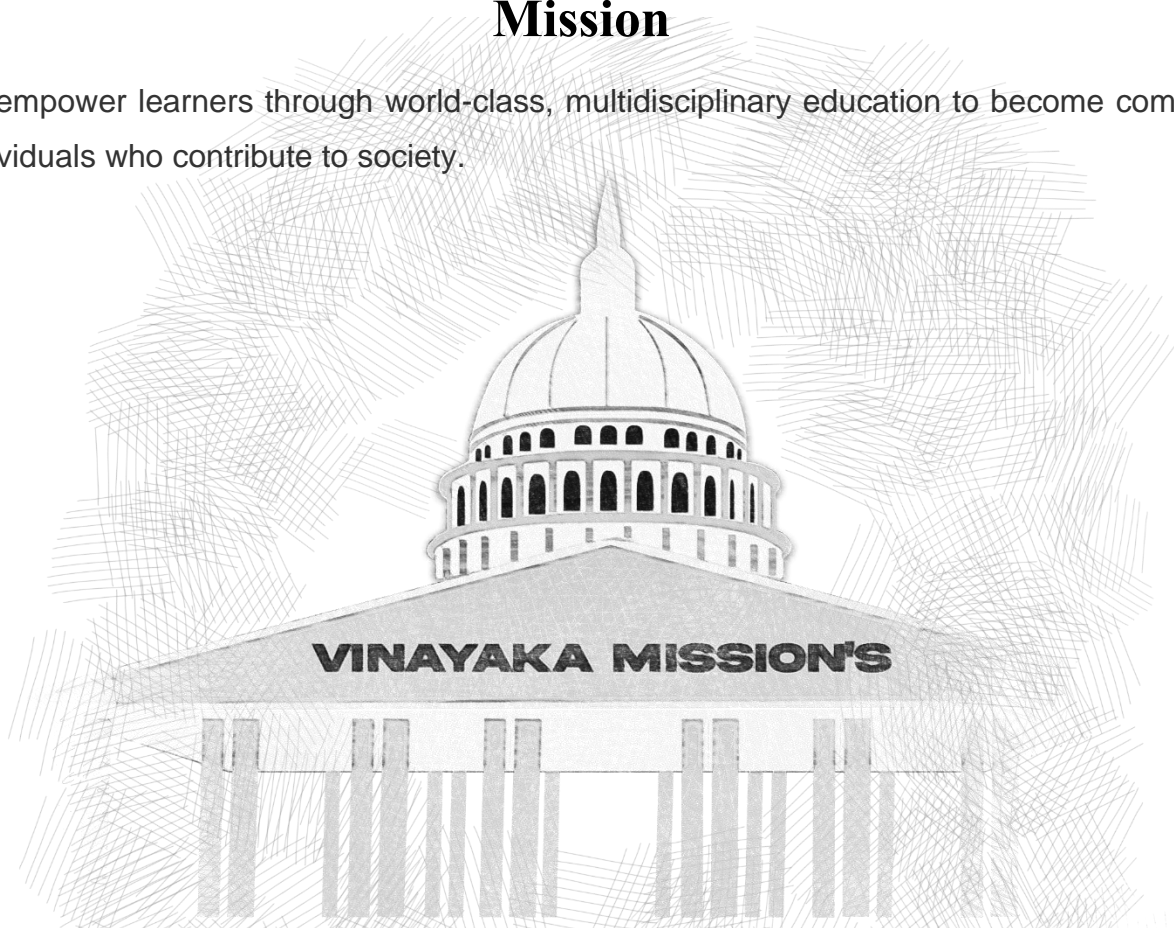 Mission
empower learners through world-class, multidisciplinary education to become com
viduals who contribute to society.
VINAYAKA MISSION'S